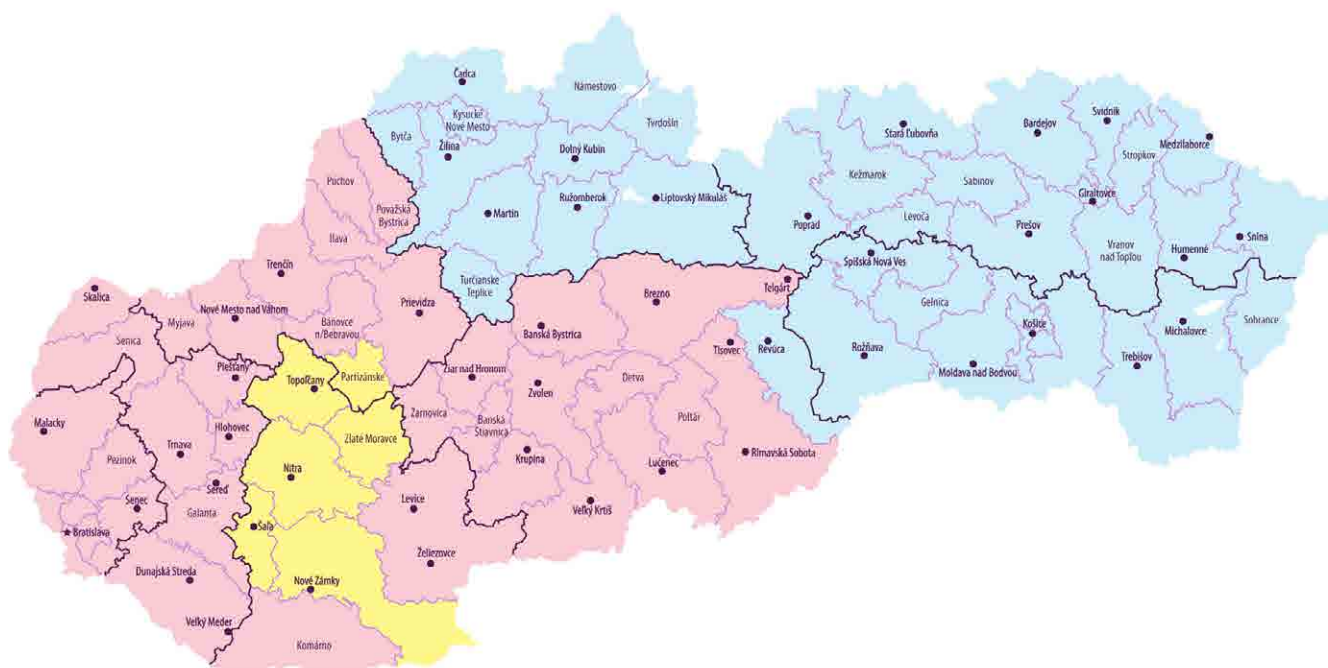 Čadca
Námestovo
Kysucké
Nové Mesto
Tvrdošín
Bytča
Žilina
Dolný Kubín
Stará Ľubovňa
Bardejov
Svidník
Medzilaborce
Stropkov
Púchov
Považská
Bystrica
Ilava
Martin
Ružomberok
Liptovský Mikuláš
Kežmarok
Sabinov
Giraltovce
Poprad
Levoča
Prešov
Vranov
nad Topľou
Humenné
Snina
Trenčín
Turčianske
Teplice
Spišská Nová Ves
Skalica
Myjava
Nové Mesto nad Váhom
Prievidza
Brezno
Telgárt
Gelnica
Košice
Michalovce
Sobrance
Senica
Bánovce
n/Bebravou
Banská Bystrica
Tisovec
Revúca
Rožňava
Moldava nad Bodvou
Trebišov
Piešťany
Topoľčany
Partizánske
Žiar nad Hronom
Zvolen
Detva
Malacky
Hlohovec
Zlaté Moravce
Žarnovica
Banská
Štiavnica
Poltár
Pezinok
Trnava
Nitra
Krupina
Lučenec
Rimavská Sobota
Senec
Sereď
Galanta
Levice
Veľký Krtíš
Bratislava
Šaľa
Želiezovce
Dunajská Streda
Nové Zámky
Veľký Meder
Komárno